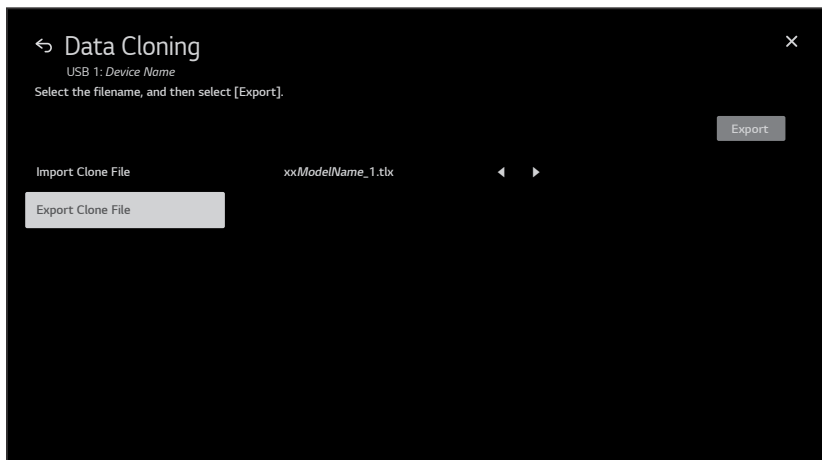 Data Cloning
USB 1: Device Name
Select the filename, and then select [Export].
Export
Import Clone File xxModelName_1.tlx
Export Clone File